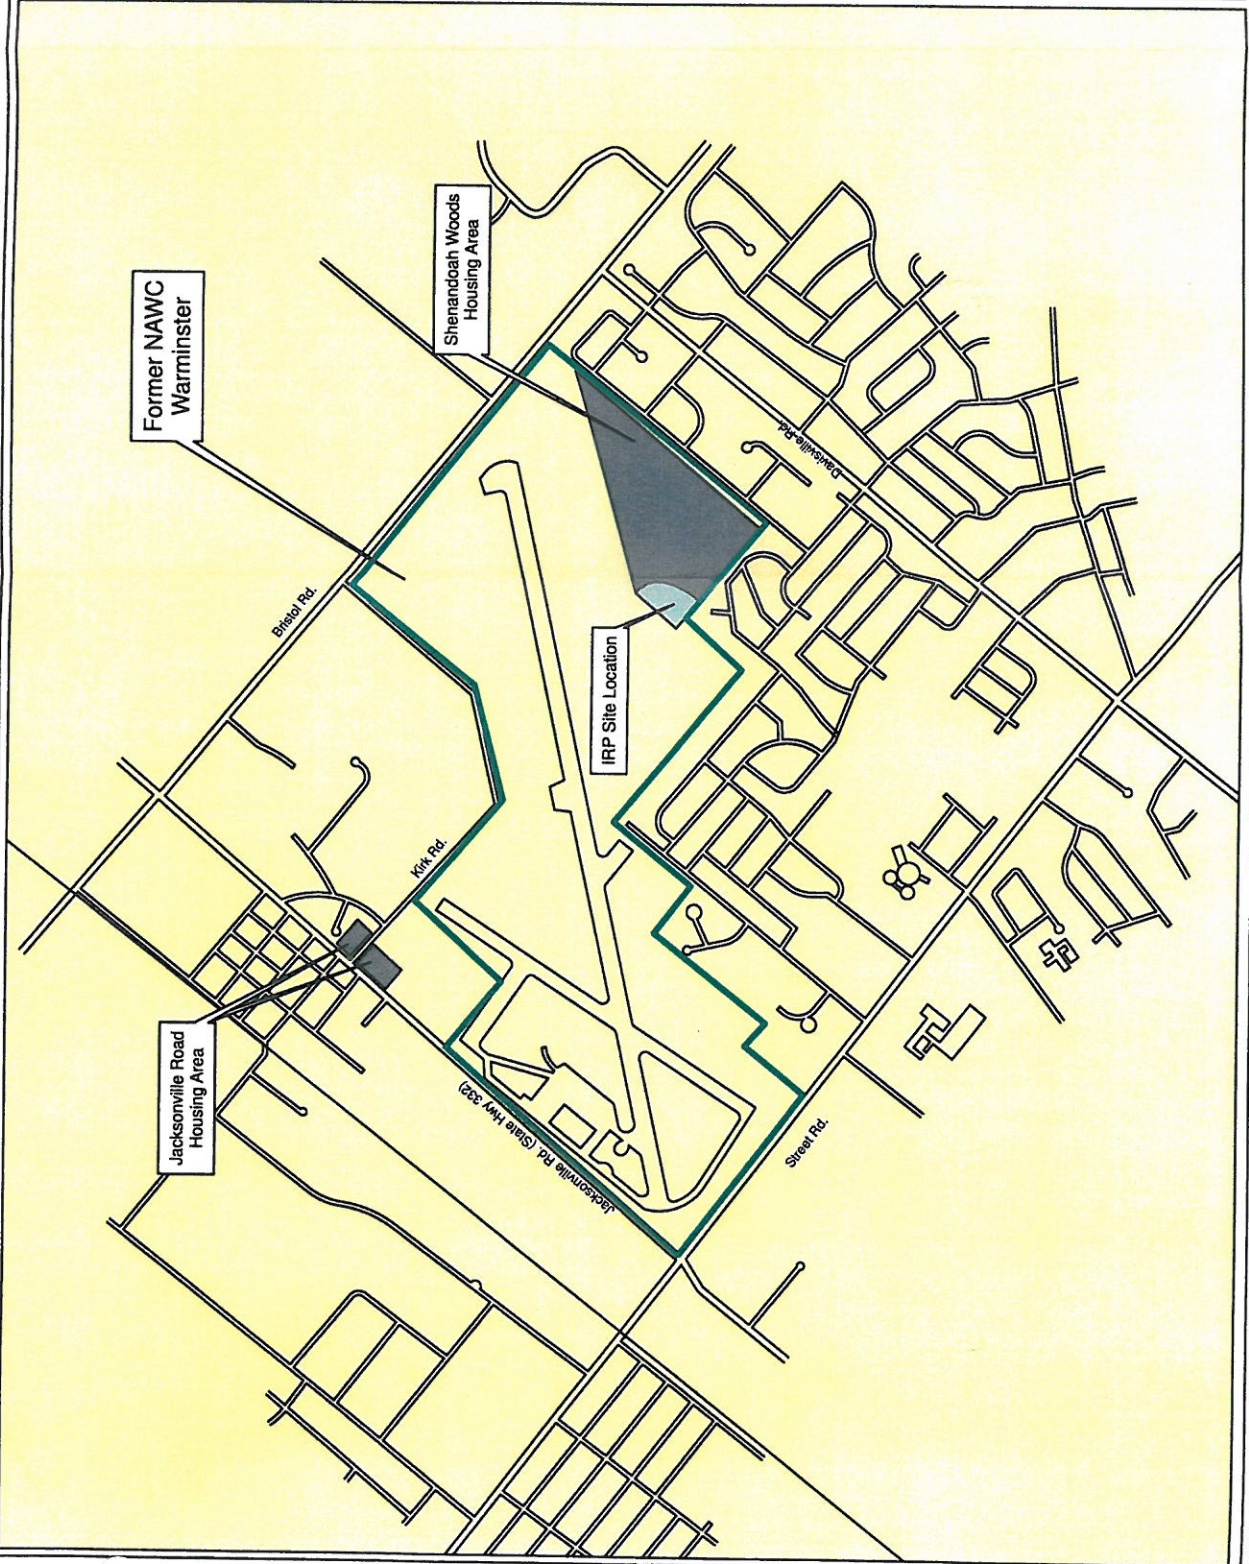 Former NAWC
Warminster
Shenandoah Woods
Housing Area
Bristol Rd.
Davisville Rd.
IRP Site Location
Kirk Rd.
Jacksonville Road
Housing Area
Jacksonville Rd. (State Hwy 332)
Street Rd.